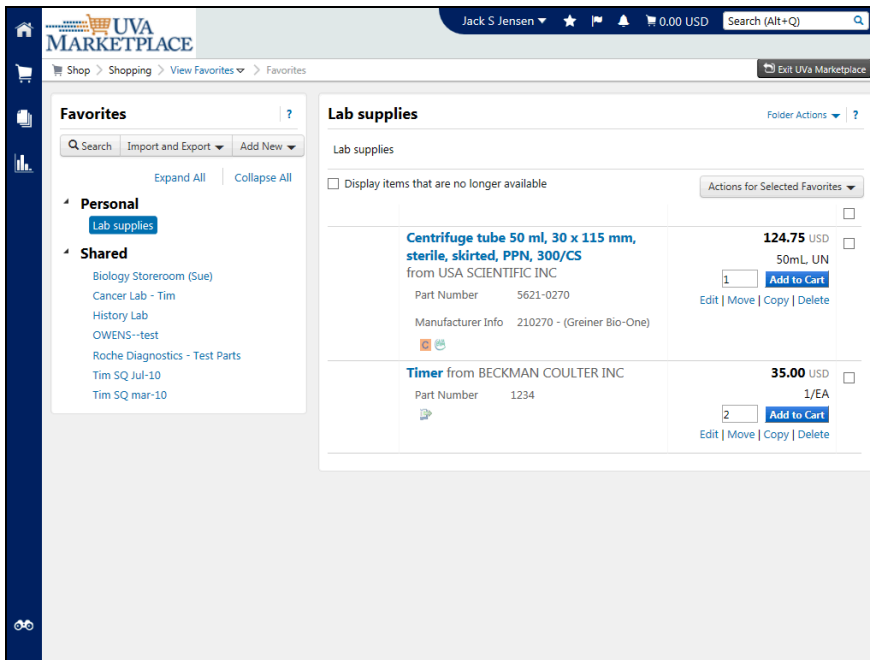 UVA
MARKETPLACE
Jack S Jensen
0.00 USD
Search (Alt+Q)
Shop > Shopping > View Favorites > Favorites
Exit UVa Marketplace
Favorites ?
Search Import and Export Add New
Expand All Collapse All
Personal
Lab supplies
Shared
Biology Storeroom (Sue)
Cancer Lab - Tim
History Lab
OWENS--test
Roche Diagnostics - Test Parts
Tim SQ Jul-10
Tim SQ mar-10
Lab supplies
Folder Actions ?
Lab supplies
Display items that are no longer available
Actions for Selected Favorites
Centrifuge tube 50 ml, 30 x 115 mm,
sterile, skirted, PPN, 300/CS
from USA SCIENTIFIC INC
Part Number 5621-0270
Manufacturer Info 210270 - (Greiner Bio-One)
C
124.75 USD
50mL, UN
1 Add to Cart
Edit | Move | Copy | Delete
Timer from BECKMAN COULTER INC
Part Number 1234
35.00 USD
1/EA
2 Add to Cart
Edit | Move | Copy | Delete